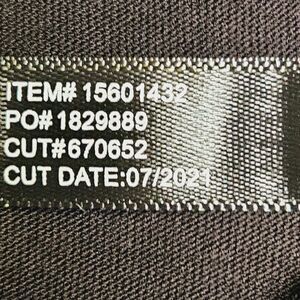 ITEM# 15601432
PO# 1829889
CUT#670652
CUT DATE:07/2021